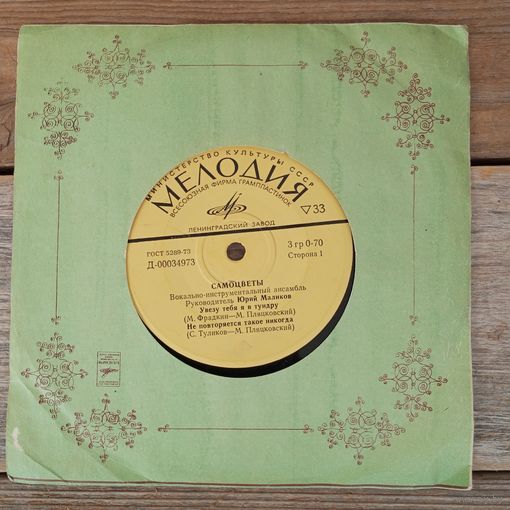 МИНИСТЕРСТВО КУЛЬТУРЫ СССР
МЕЛОДИЯ
ВСЕСОЮЗНАЯ ФИРМА ГРАМПЛАСТИНОК
▽33
ЛЕНИНГРАДСКИЙ ЗАВОД
ГОСТ 5289-73
Д-00034973
3 гр 0-70
Сторона 1
САМОЦВЕТЫ
Вокально-инструментальный ансамбль
Руководитель Юрий Маликов
Увезу тебя я в тундру
(М. Фрадкин—М. Пляцковский)
Не повторяется такое никогда
(С. Туликов—М. Пляцковский)